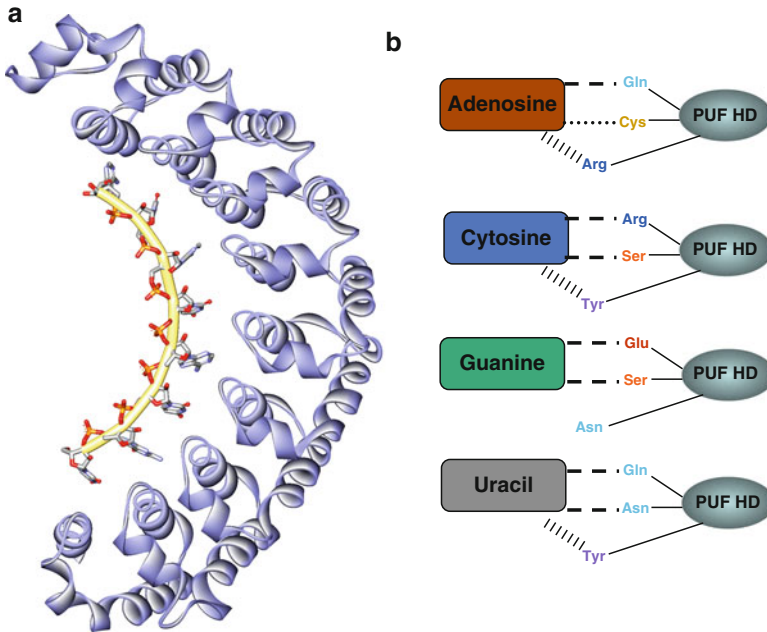 a
b
Adenosine
Gln
Cys
Arg
PUF HD
Cytosine
Arg
Ser
Tyr
PUF HD
Guanine
Glu
Ser
Asn
PUF HD
Uracil
Gln
Asn
Tyr
PUF HD